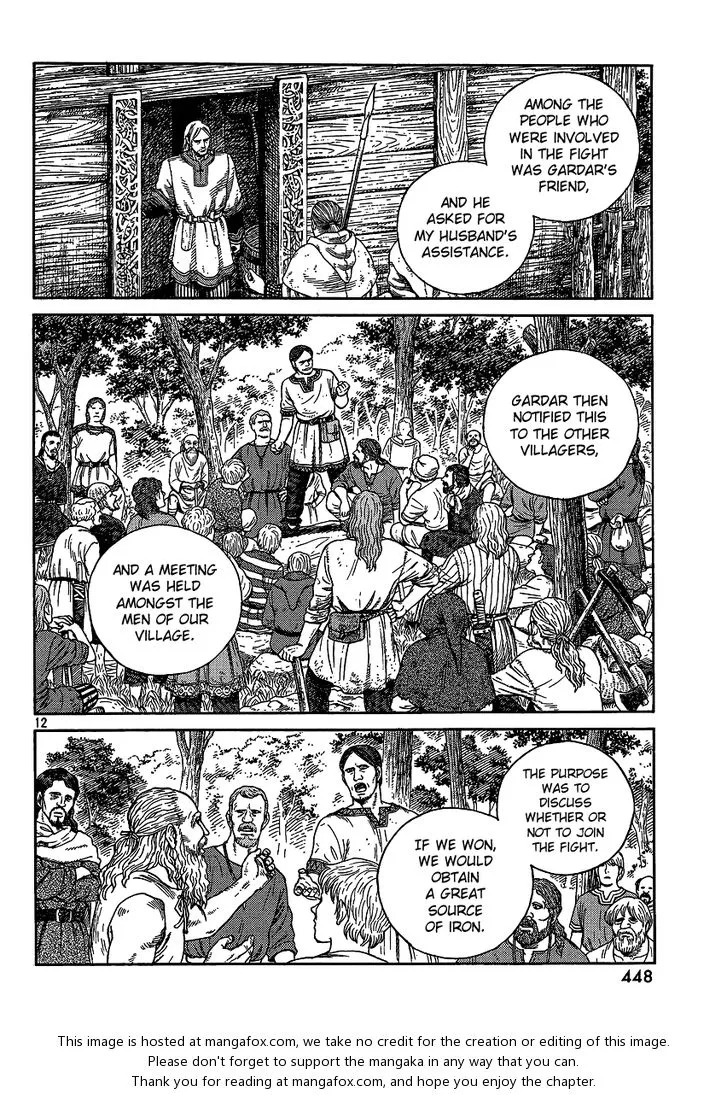 AMONG THE
PEOPLE WHO
WERE INVOLVED
IN THE FIGHT
WAS GARDAR'S
FRIEND,
AND HE
ASKED FOR
MY HUSBAND'S
ASSISTANCE.
GARDAR THEN
NOTIFIED THIS
TO THE OTHER
VILLAGERS,
AND A MEETING
WAS HELD
AMONGST THE
MEN OF OUR
VILLAGE.
12
THE PURPOSE
WAS TO
DISCUSS
WHETHER OR
NOT TO JOIN
THE FIGHT.
IF WE WON,
WE WOULD
OBTAIN
A GREAT
SOURCE
OF IRON.
448
This image is hosted at mangafox.com, we take no credit for the creation or editing of this image.
Please don't forget to support the mangaka in any way that you can.
Thank you for reading at mangafox.com, and hope you enjoy the chapter.